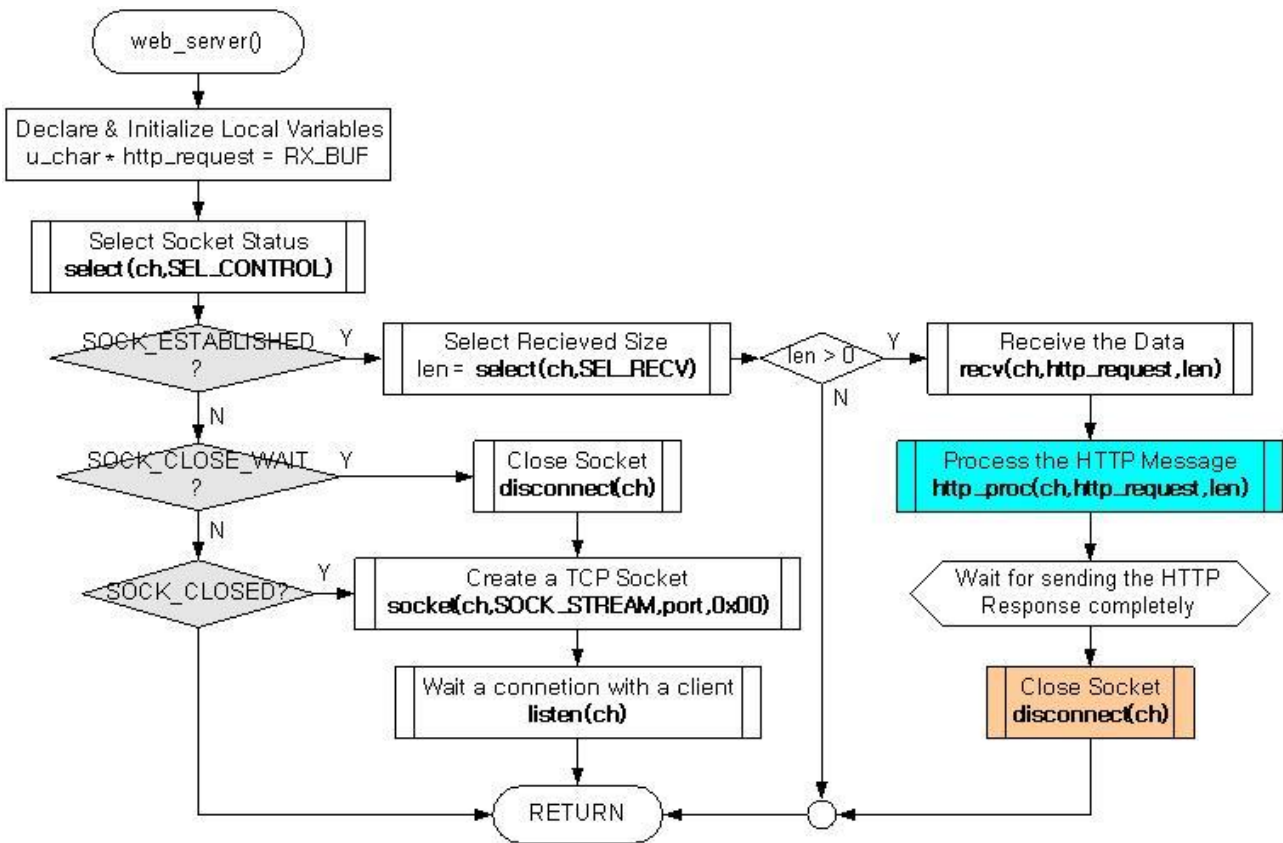 web_server()
Declare & Initialize Local Variables
u_char * http_request = RX_BUF
Select Socket Status
select(ch,SEL_CONTROL)
SOCK_ESTABLISHED
?
Y
N
Select Recieved Size
len = select(ch,SEL_RECV)
len > 0
Y
N
Receive the Data
recv(ch,http_request,len)
SOCK_CLOSE_WAIT
?
Y
N
Close Socket
disconnect(ch)
Process the HTTP Message
http_proc(ch,http_request,len)
SOCK_CLOSED?
Y
Create a TCP Socket
socket(ch,SOCK_STREAM,port,0x00)
Wait for sending the HTTP
Response completely
Wait a connetion with a client
listen(ch)
Close Socket
disconnect(ch)
RETURN